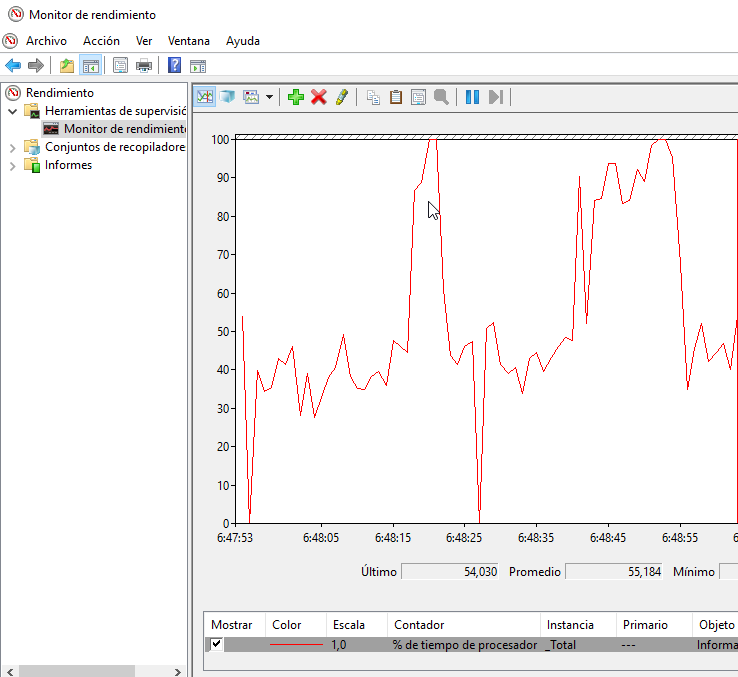 Monitor de rendimiento
Archivo Acción Ver Ventana Ayuda
Rendimiento
Herramientas de supervisió
Monitor de rendimient
Conjuntos de recopiladore
Informes
100
90
80
70
60
50
40
30
20
10
0
6:47:53 6:48:05 6:48:15 6:48:25 6:48:35 6:48:45 6:48:55 6
Último 54,030 Promedio 55,184 Mínimo
Mostrar Color Escala Contador Instancia Primario Objeto
1,0 % de tiempo de procesador _Total --- Informa